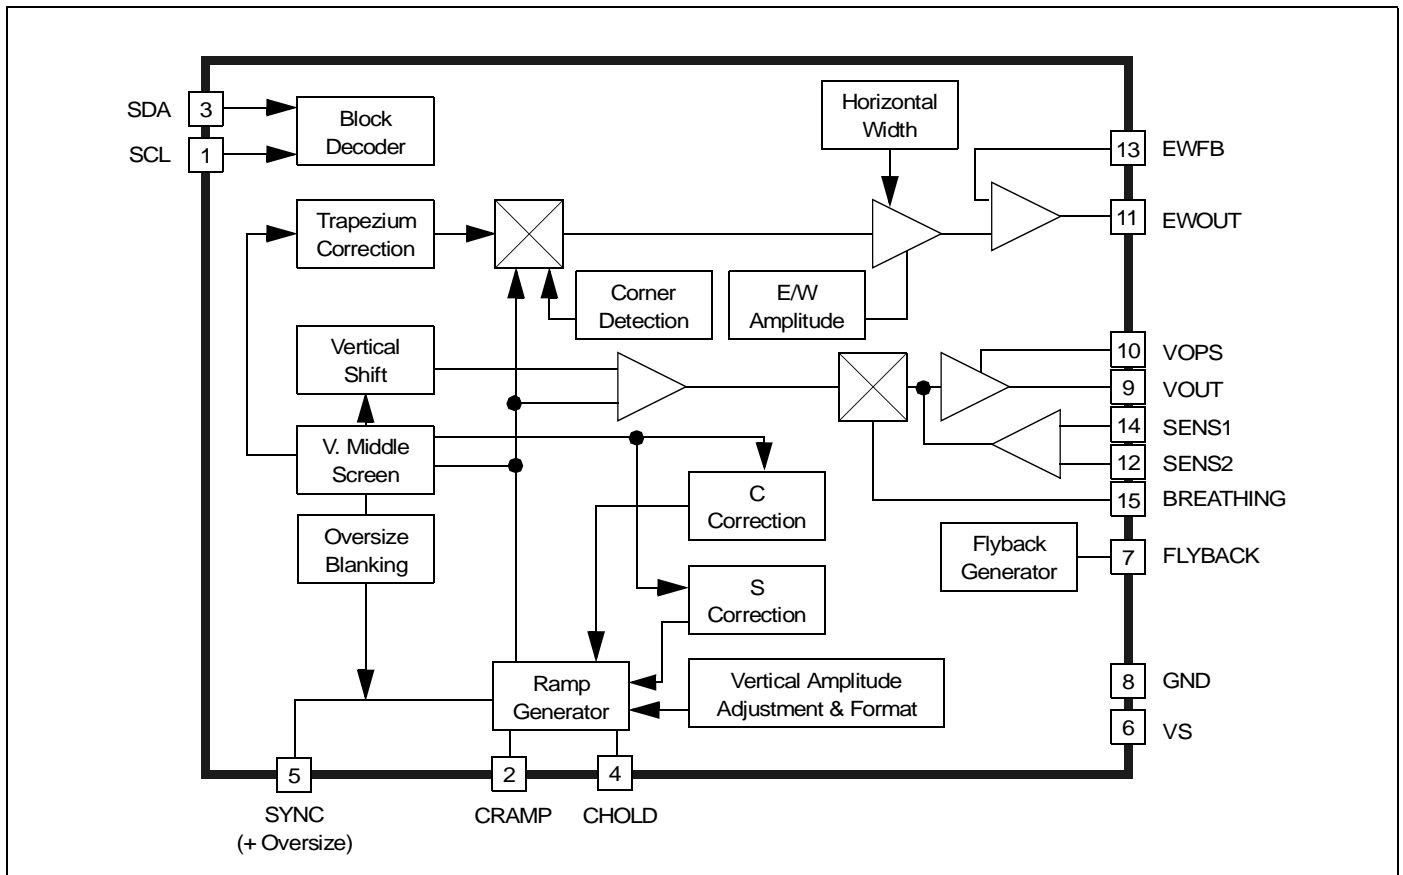 SDA
3
SCL
1
Block
Decoder
Horizontal
Width
13
EWFB
11
EWOUT
Trapezium
Correction
Corner
Detection
E/W
Amplitude
Vertical
Shift
10
VOPS
9
VOUT
14
SENS1
12
SENS2
15
BREATHING
V. Middle
Screen
C
Correction
Oversize
Blanking
Flyback
Generator
7
FLYBACK
S
Correction
Ramp
Generator
Vertical Amplitude
Adjustment & Format
8
GND
6
VS
5
2
4
SYNC
(+ Oversize)
CRAMP
CHOLD